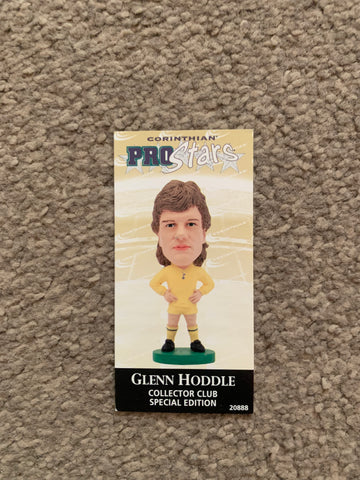 CORINTHIAN
PRO Stars
GLENN HODDLE
COLLECTOR CLUB
SPECIAL EDITION
20888